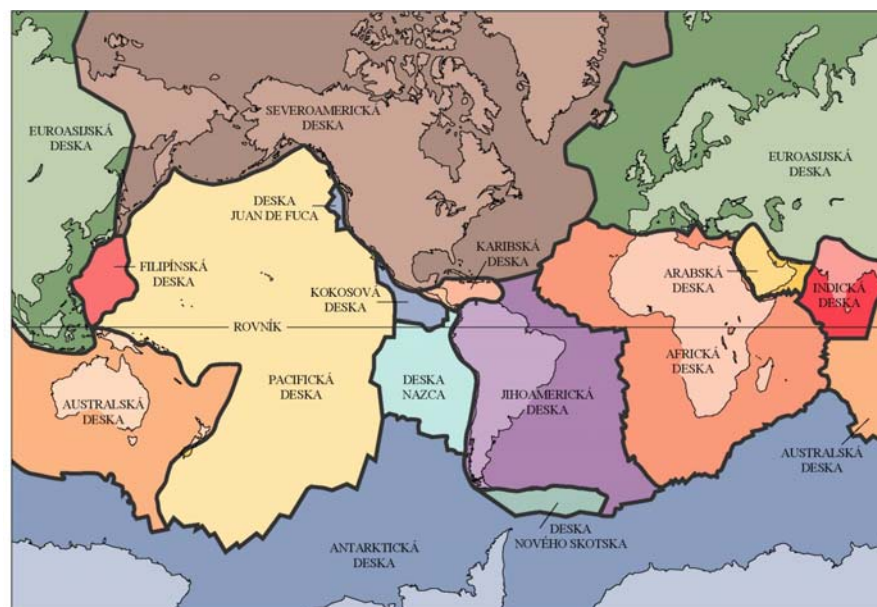 SEVEROAMERICKÁ
DESKA
EUROASIJSKÁ
DESKA
EUROASIJSKÁ
DESKA
DESKA
JUAN DE FUCA
KARIBSKÁ
DESKA
FILIPÍNSKÁ
DESKA
ARABSKÁ
DESKA
INDICKÁ
DESKA
KOKOSOVÁ
DESKA
ROVNÍK
AFRICKÁ
DESKA
PACIFICKÁ
DESKA
DESKA
NAZCA
JIHOAMERICKÁ
DESKA
AUSTRALSKÁ
DESKA
AUSTRALSKÁ
DESKA
DESKA
NOVÉHO SKOTSKA
ANTARKTICKÁ
DESKA